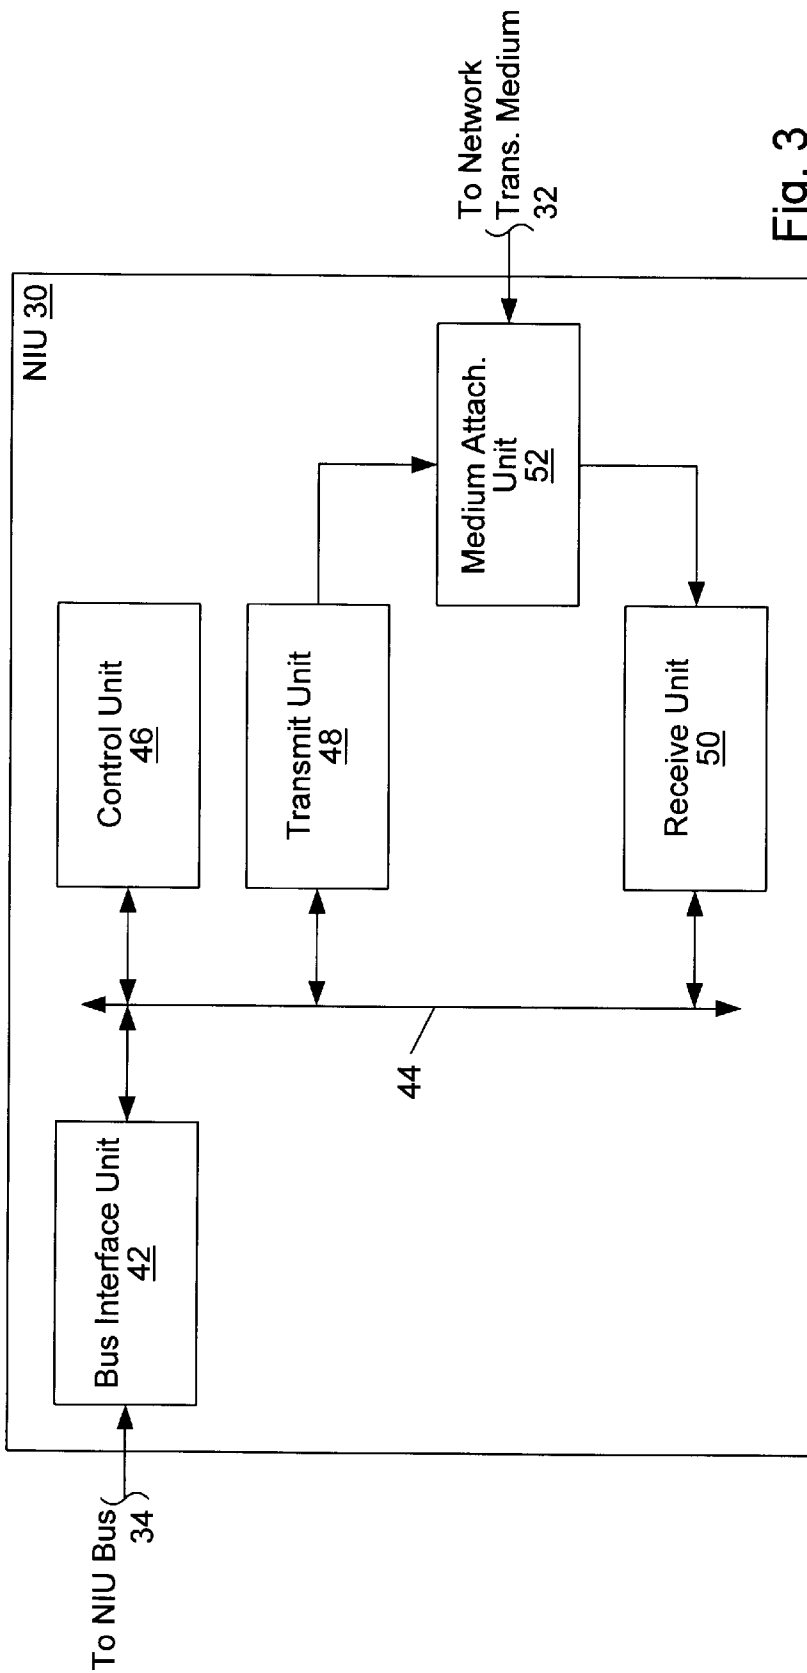 NIU 30
To NIU Bus
34
Bus Interface Unit
42
44
Control Unit
46
Transmit Unit
48
Receive Unit
50
Medium Attach.
Unit
52
To Network
Trans. Medium
32
Fig. 3